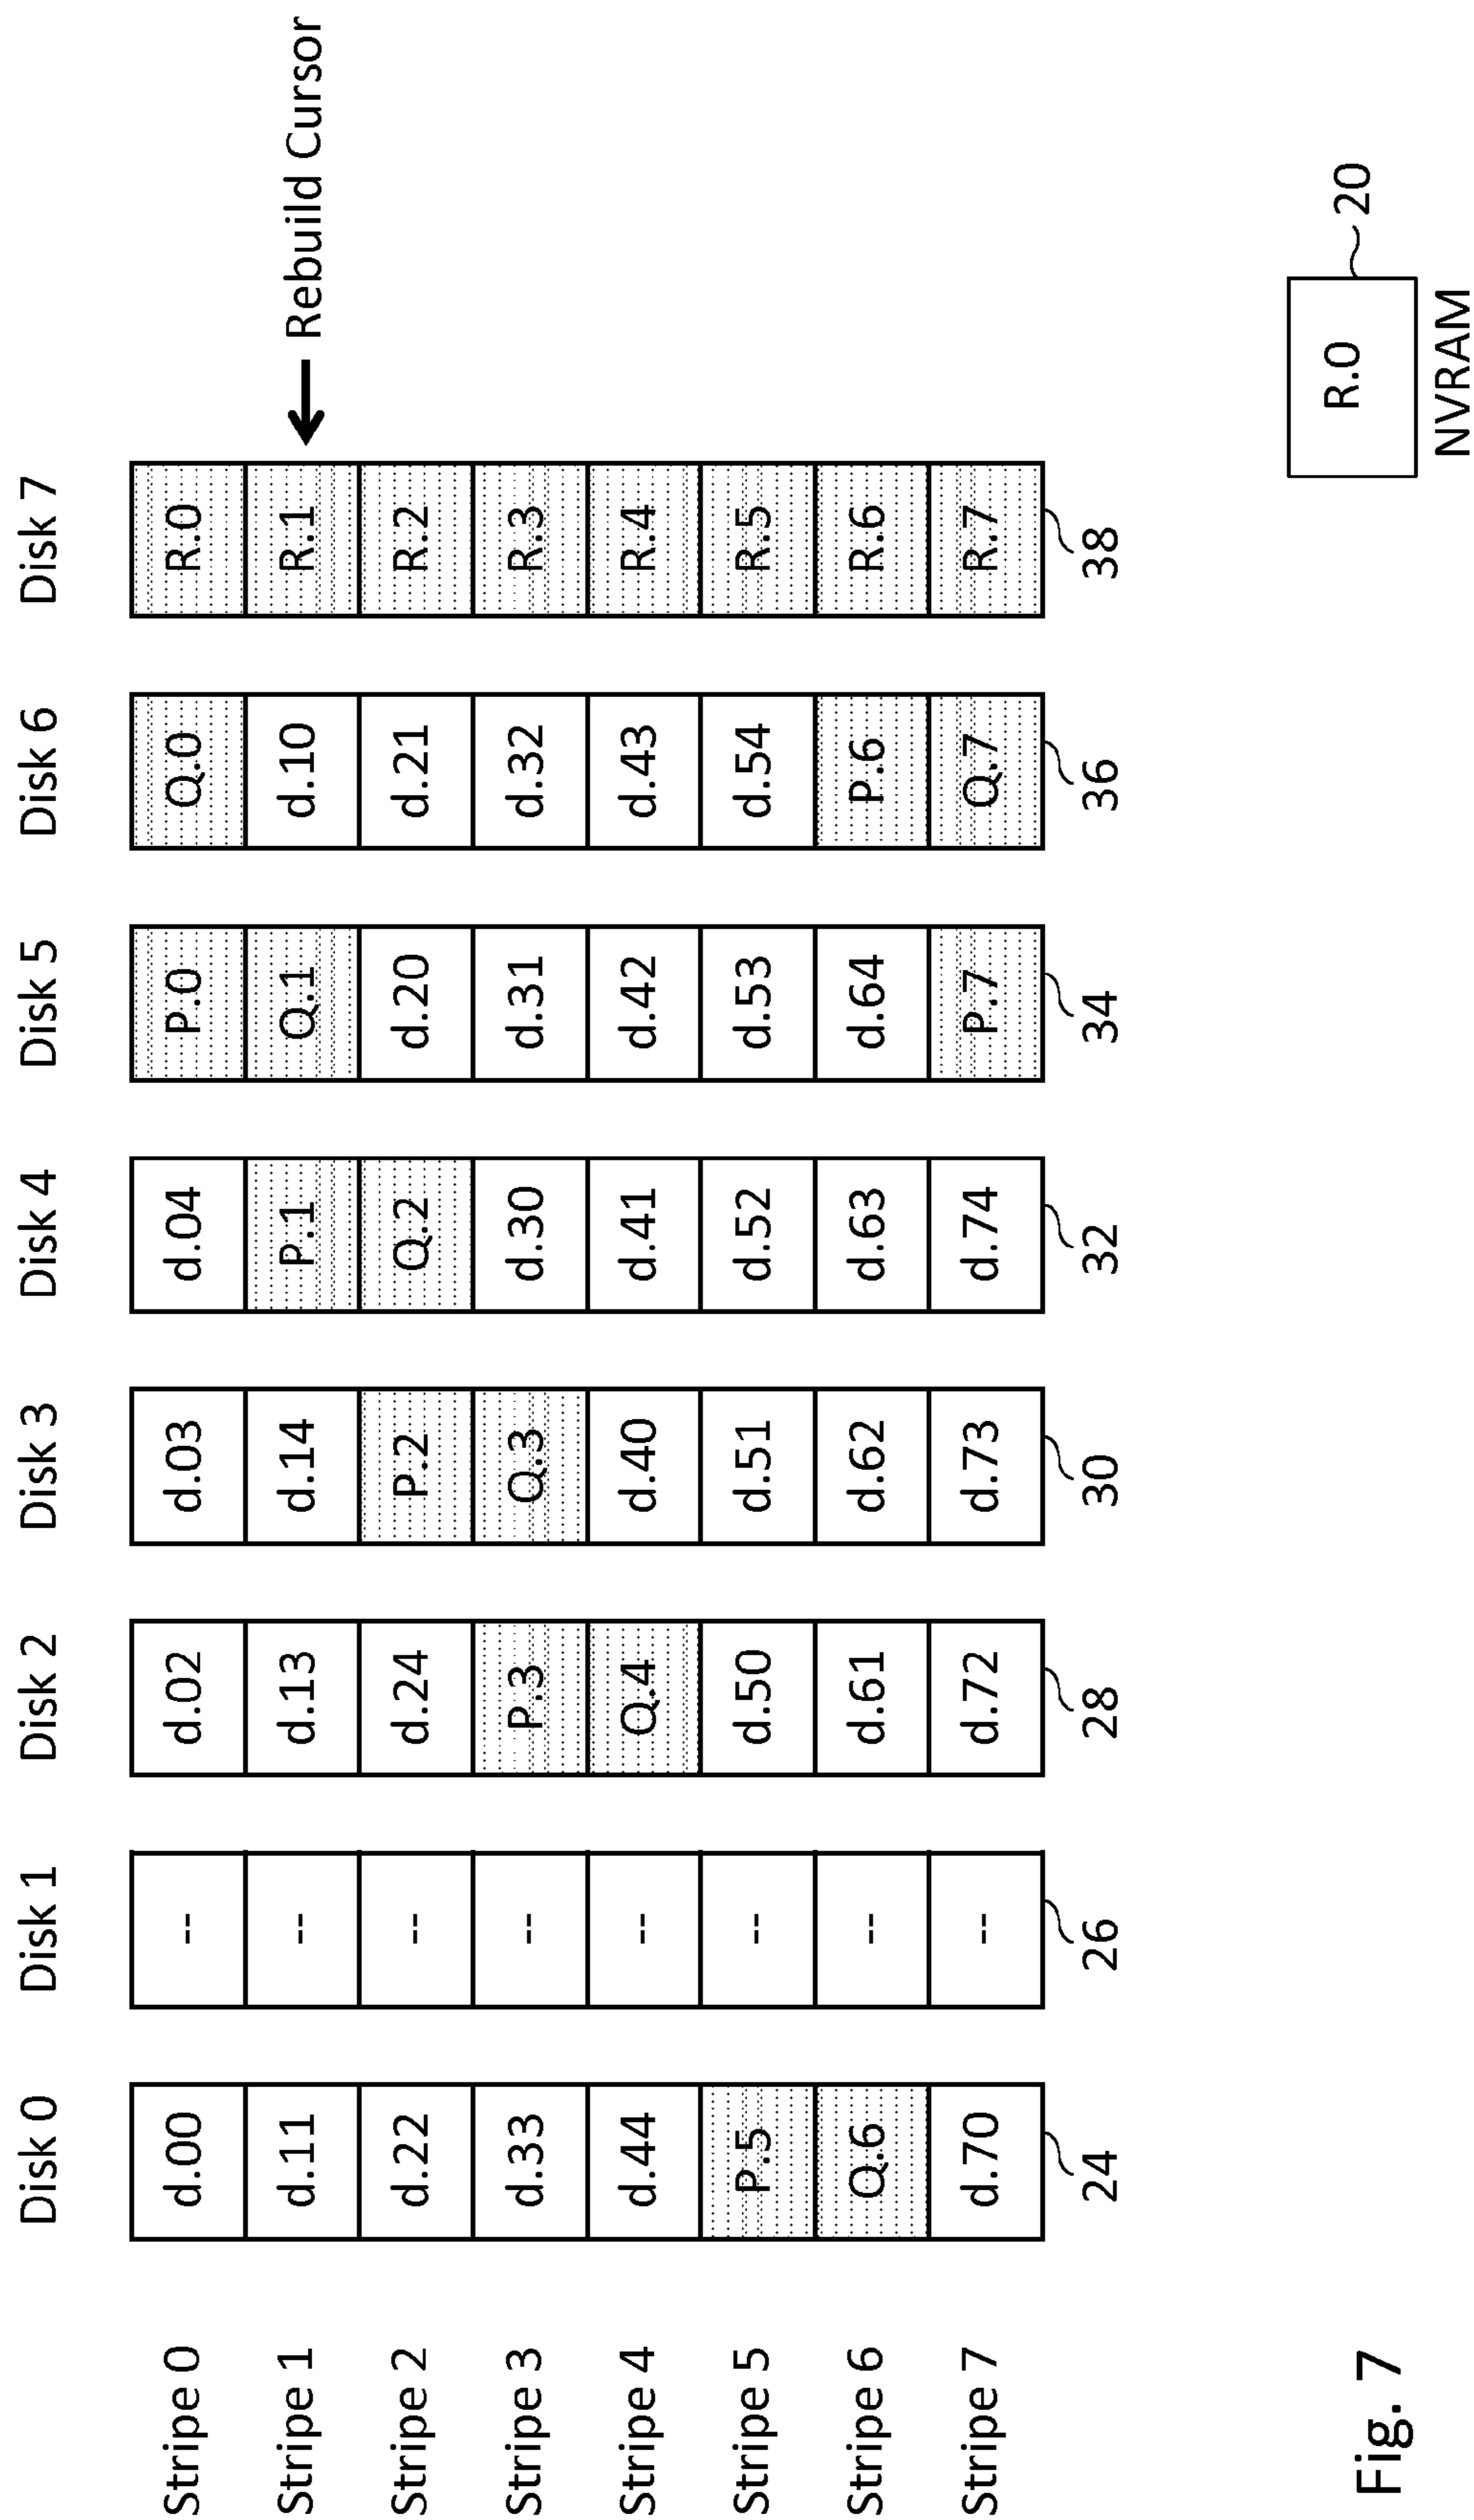 Disk 0 Disk 1 Disk 2 Disk 3 Disk 4 Disk 5 Disk 6 Disk 7
Stripe 0 d.00 -- d.02 d.03 d.04 P.0 Q.0 R.0
Stripe 1 d.11 -- d.13 d.14 P.1 Q.1 d.10 R.1 Rebuild Cursor
Stripe 2 d.22 -- d.24 P.2 Q.2 d.20 d.21 R.2
Stripe 3 d.33 -- P.3 Q.3 d.30 d.31 d.32 R.3
Stripe 4 d.44 -- Q.4 d.40 d.41 d.42 d.43 R.4
Stripe 5 P.5 -- d.50 d.51 d.52 d.53 d.54 R.5
Stripe 6 Q.6 -- d.61 d.62 d.63 d.64 P.6 R.6
Stripe 7 d.70 -- d.72 d.73 d.74 P.7 Q.7 R.7
24 26 28 30 32 34 36 38
R.0 20
NVRAM
Fig. 7